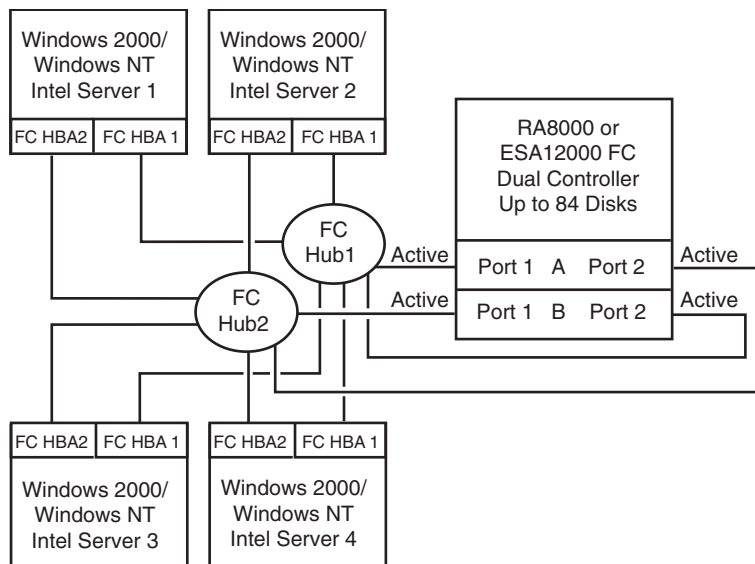 Windows 2000/
Windows NT
Intel Server 1
FC HBA2
FC HBA 1
Windows 2000/
Windows NT
Intel Server 2
FC HBA2
FC HBA 1
RA8000 or
ESA12000 FC
Dual Controller
Up to 84 Disks
FC
Hub1
Active
Port 1 A Port 2
Active
FC
Hub2
Active
Port 1 B Port 2
Active
FC HBA2
FC HBA 1
Windows 2000/
Windows NT
Intel Server 3
FC HBA2
FC HBA 1
Windows 2000/
Windows NT
Intel Server 4